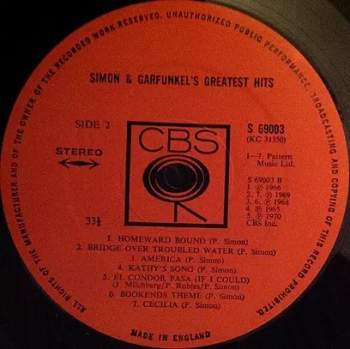 ALL RIGHTS OF THE MANUFACTURER AND OF THE OWNER OF THE RECORDED WORK RESERVED. UNAUTHORIZED PUBLIC PERFORMANCE, BROADCASTING AND COPYING OF THIS RECORD PROHIBITED.
SIMON & GARFUNKEL'S GREATEST HITS
SIDE 2
CBS
S 69003
(KC 31350)
STEREO
1—7. Pattern
Music Ltd.
S 69003 B
1. ℗ 1966
2, 7. ℗ 1969
3, 6. ℗ 1968
4. ℗ 1965
5. ℗ 1970
CBS Inc.
33⅓
1. HOMEWARD BOUND (P. Simon)
2. BRIDGE OVER TROUBLED WATER (P. Simon)
3. AMERICA (P. Simon)
4. KATHY'S SONG (P. Simon)
5. EL CONDOR PASA (IF I COULD)
(J. Milchburg/P. Robles/P. Simon)
6. BOOKENDS THEME (P. Simon)
7. CECILIA (P. Simon)
MADE IN ENGLAND